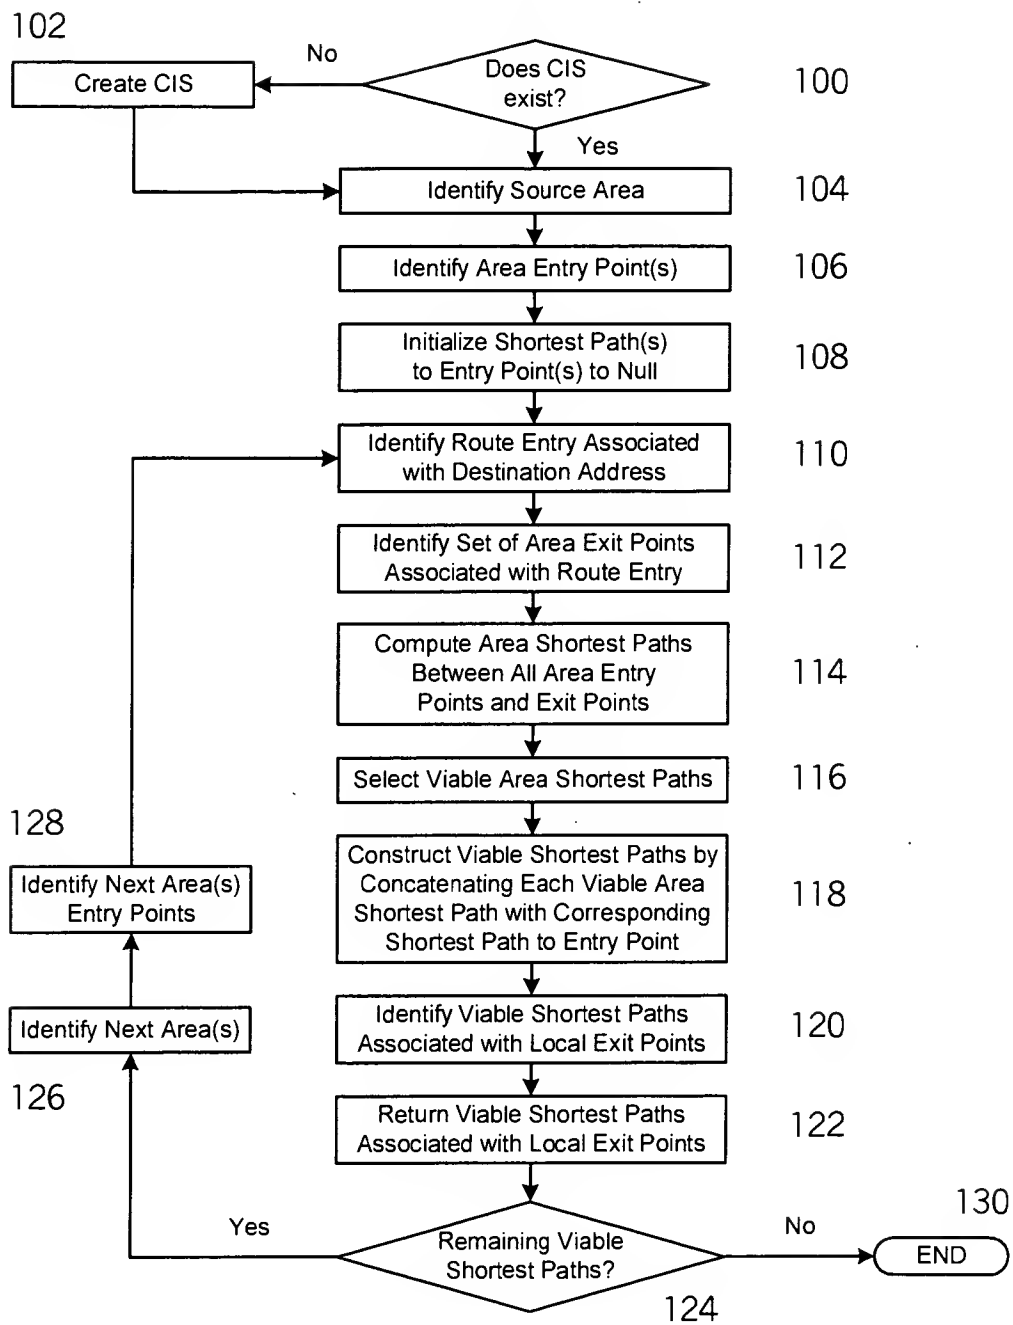 102
No
Create CIS
Does CIS
exist?
100
Yes
Identify Source Area
104
Identify Area Entry Point(s)
106
Initialize Shortest Path(s)
to Entry Point(s) to Null
108
Identify Route Entry Associated
with Destination Address
110
Identify Set of Area Exit Points
Associated with Route Entry
112
Compute Area Shortest Paths
Between All Area Entry
Points and Exit Points
114
Select Viable Area Shortest Paths
116
128
Identify Next Area(s)
Entry Points
Construct Viable Shortest Paths by
Concatenating Each Viable Area
Shortest Path with Corresponding
Shortest Path to Entry Point
118
Identify Next Area(s)
126
Identify Viable Shortest Paths
Associated with Local Exit Points
120
Return Viable Shortest Paths
Associated with Local Exit Points
122
Yes
Remaining Viable
Shortest Paths?
124
No
130
END